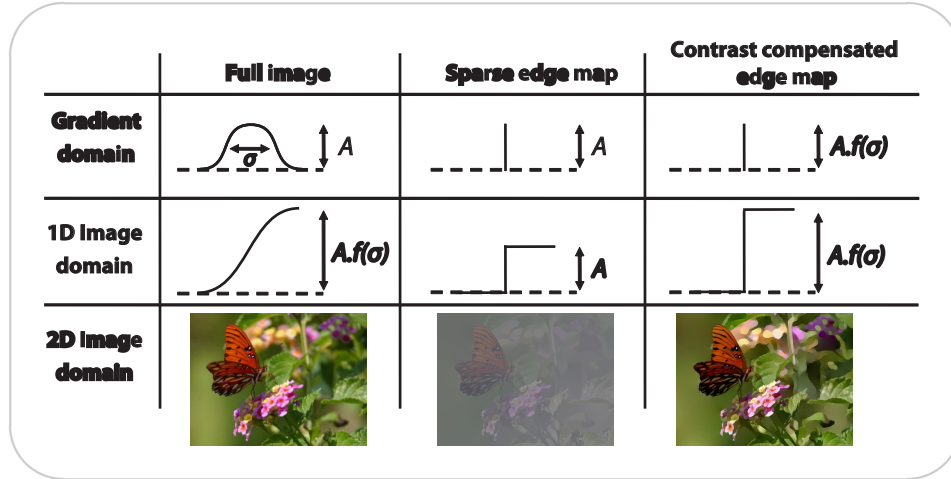 Full image
Sparse edge map
Contrast compensated
edge map
Gradient
domain
σ
A
A
A.f(σ)
1D Image
domain
A.f(σ)
A
A.f(σ)
2D Image
domain